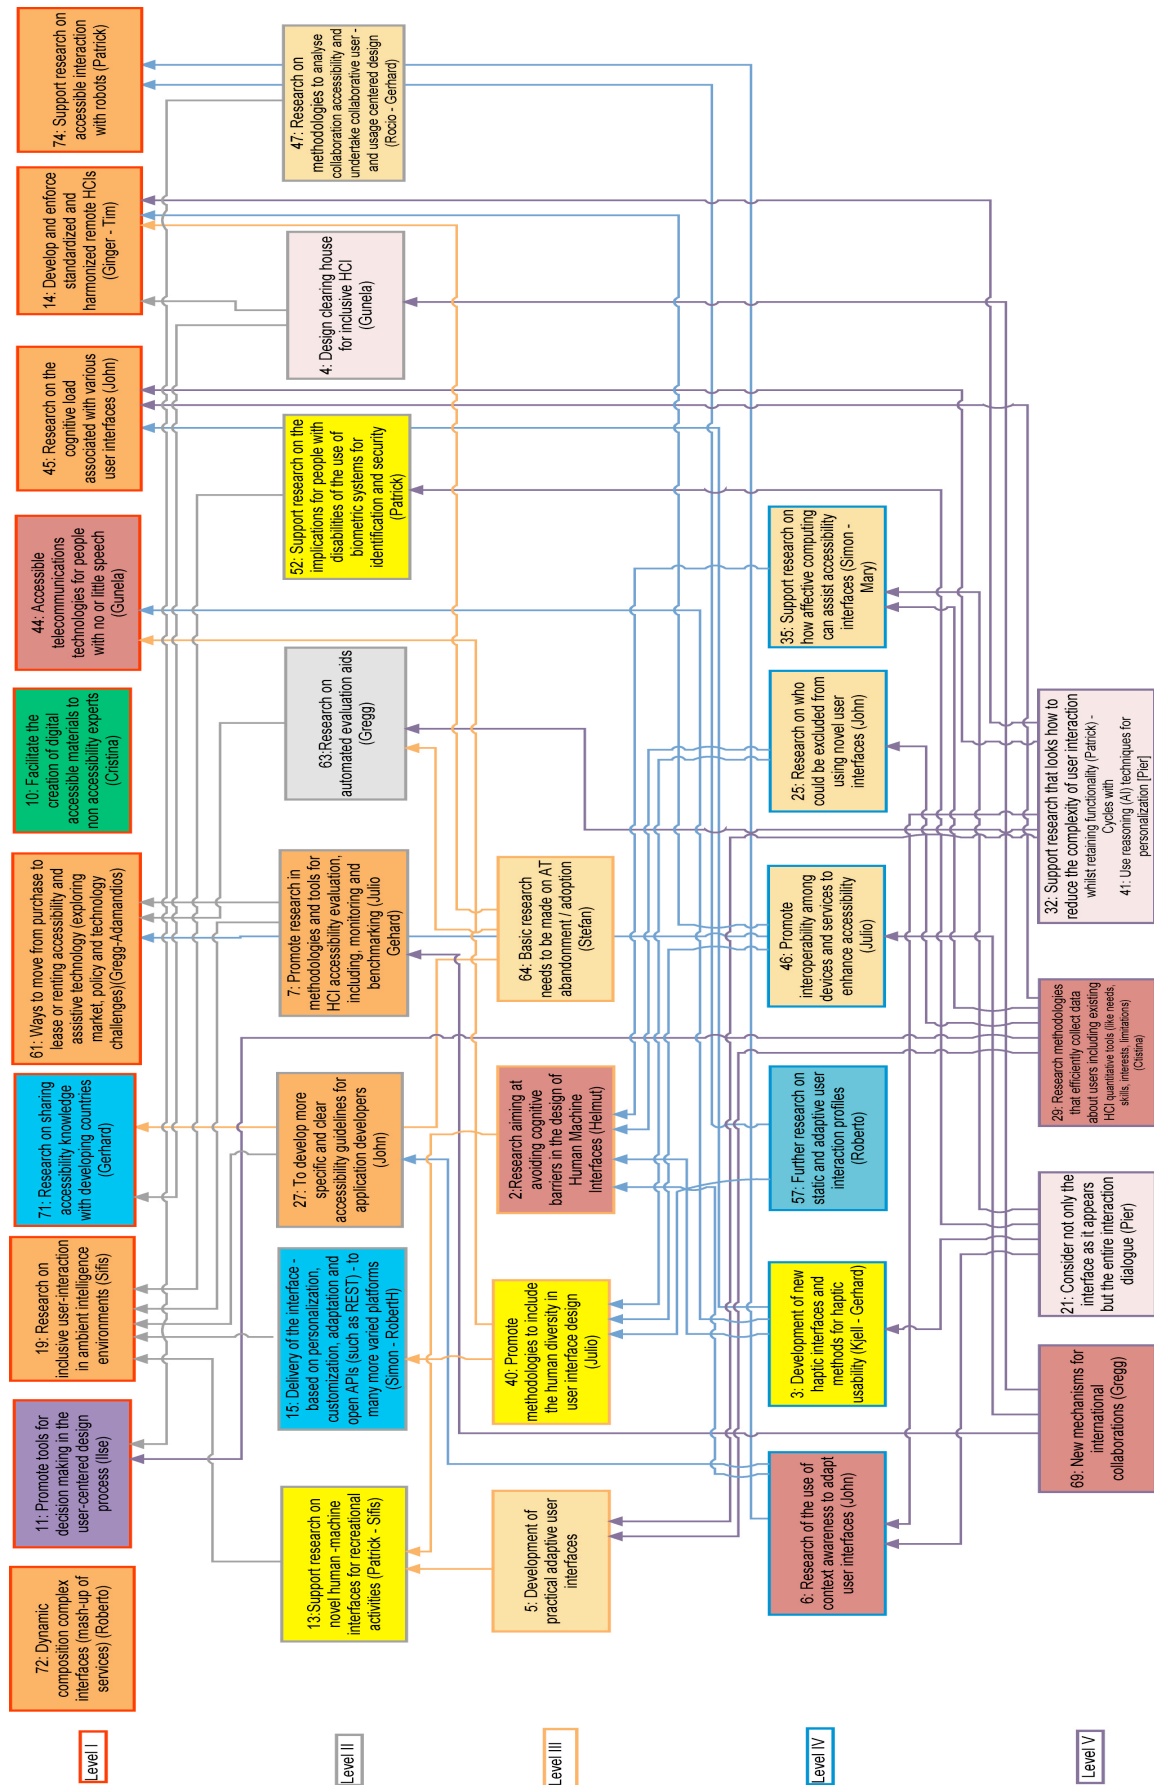 Level I
72: Dynamic
composition complex
interfaces (mash-up of
services) (Roberto)
11: Promote tools for
decision making in the
user-centered design
process (Ilse)
19: Research on
inclusive user-interaction
in ambient intelligence
environments (Sifis)
71: Research on sharing
accessibility knowledge
with developing countries
(Gerhard)
61: Ways to move from purchase to
lease or renting accessibility and
assistive technology (exploring
market, policy and technology
challenges)(Gregg-Adamandios)
10: Facilitate the
creation of digital
accessible materials to
non accessibility experts
(Cristina)
44: Accessible
telecommunications
technologies for people
with no or little speech
(Gunela)
45: Research on the
cognitive load
associated with various
user interfaces (John)
14: Develop and enforce
standardized and
harmonized remote HCIs
(Ginger - Tim)
74: Support research on
accessible interaction
with robots (Patrick)
Level II
13:Support research on
novel human -machine
interfaces for recreational
activities (Patrick - Sifis)
15: Delivery of the interface -
based on personalization,
customization, adaptation and
open APIs (such as REST) - to
many more varied platforms
(Simon - RobertH)
27: To develop more
specific and clear
accessibility guidelines for
application developers
(John)
7: Promote research in
methodologies and tools for
HCI accessibility evaluation,
including, monitoring and
benchmarking (Julio
Gehard)
63:Research on
automated evaluation aids
(Gregg)
52: Support research on the
implications for people with
disabilities of the use of
biometric systems for
identification and security
(Patrick)
4: Design clearing house
for inclusive HCI
(Gunela)
47: Research on
methodologies to analyse
collaboration accessibility and
undertake collaborative user -
and usage centered design
(Rocio - Gerhard)
Level III
5: Development of
practical adaptive user
interfaces
40: Promote
methodologies to include
the human diversity in
user interface design
(Julio)
2:Research aiming at
avoiding cognitive
barriers in the design of
Human Machine
Interfaces (Helmut)
64: Basic research
needs to be made on AT
abandonment / adoption
(Stefan)
Level IV
6: Research of the use of
context awareness to adapt
user interfaces (John)
3: Development of new
haptic interfaces and
methods for haptic
usability (Kjell - Gerhard)
57: Further research on
static and adaptive user
interaction profiles
(Roberto)
46: Promote
interoperability among
devices and services to
enhance accessibility
(Julio)
25: Research on who
could be excluded from
using novel user
interfaces (John)
35: Support research on
how affective computing
can assist accessibility
interfaces (Simon -
Mary)
Level V
69: New mechanisms for
international
collaborations (Gregg)
21: Consider not only the
interface as it appears
but the entire interaction
dialogue (Pier)
29: Research methodologies
that efficiently collect data
about users including existing
HCI quantitative tools (like needs,
skills, interests, limitations)
(Ctistina)
32: Support research that looks how to
reduce the complexity of user interaction
whilst retaining functionality (Patrick) -
Cycles with
41: Use reasoning (AI) techniques for
personalization [Pier]